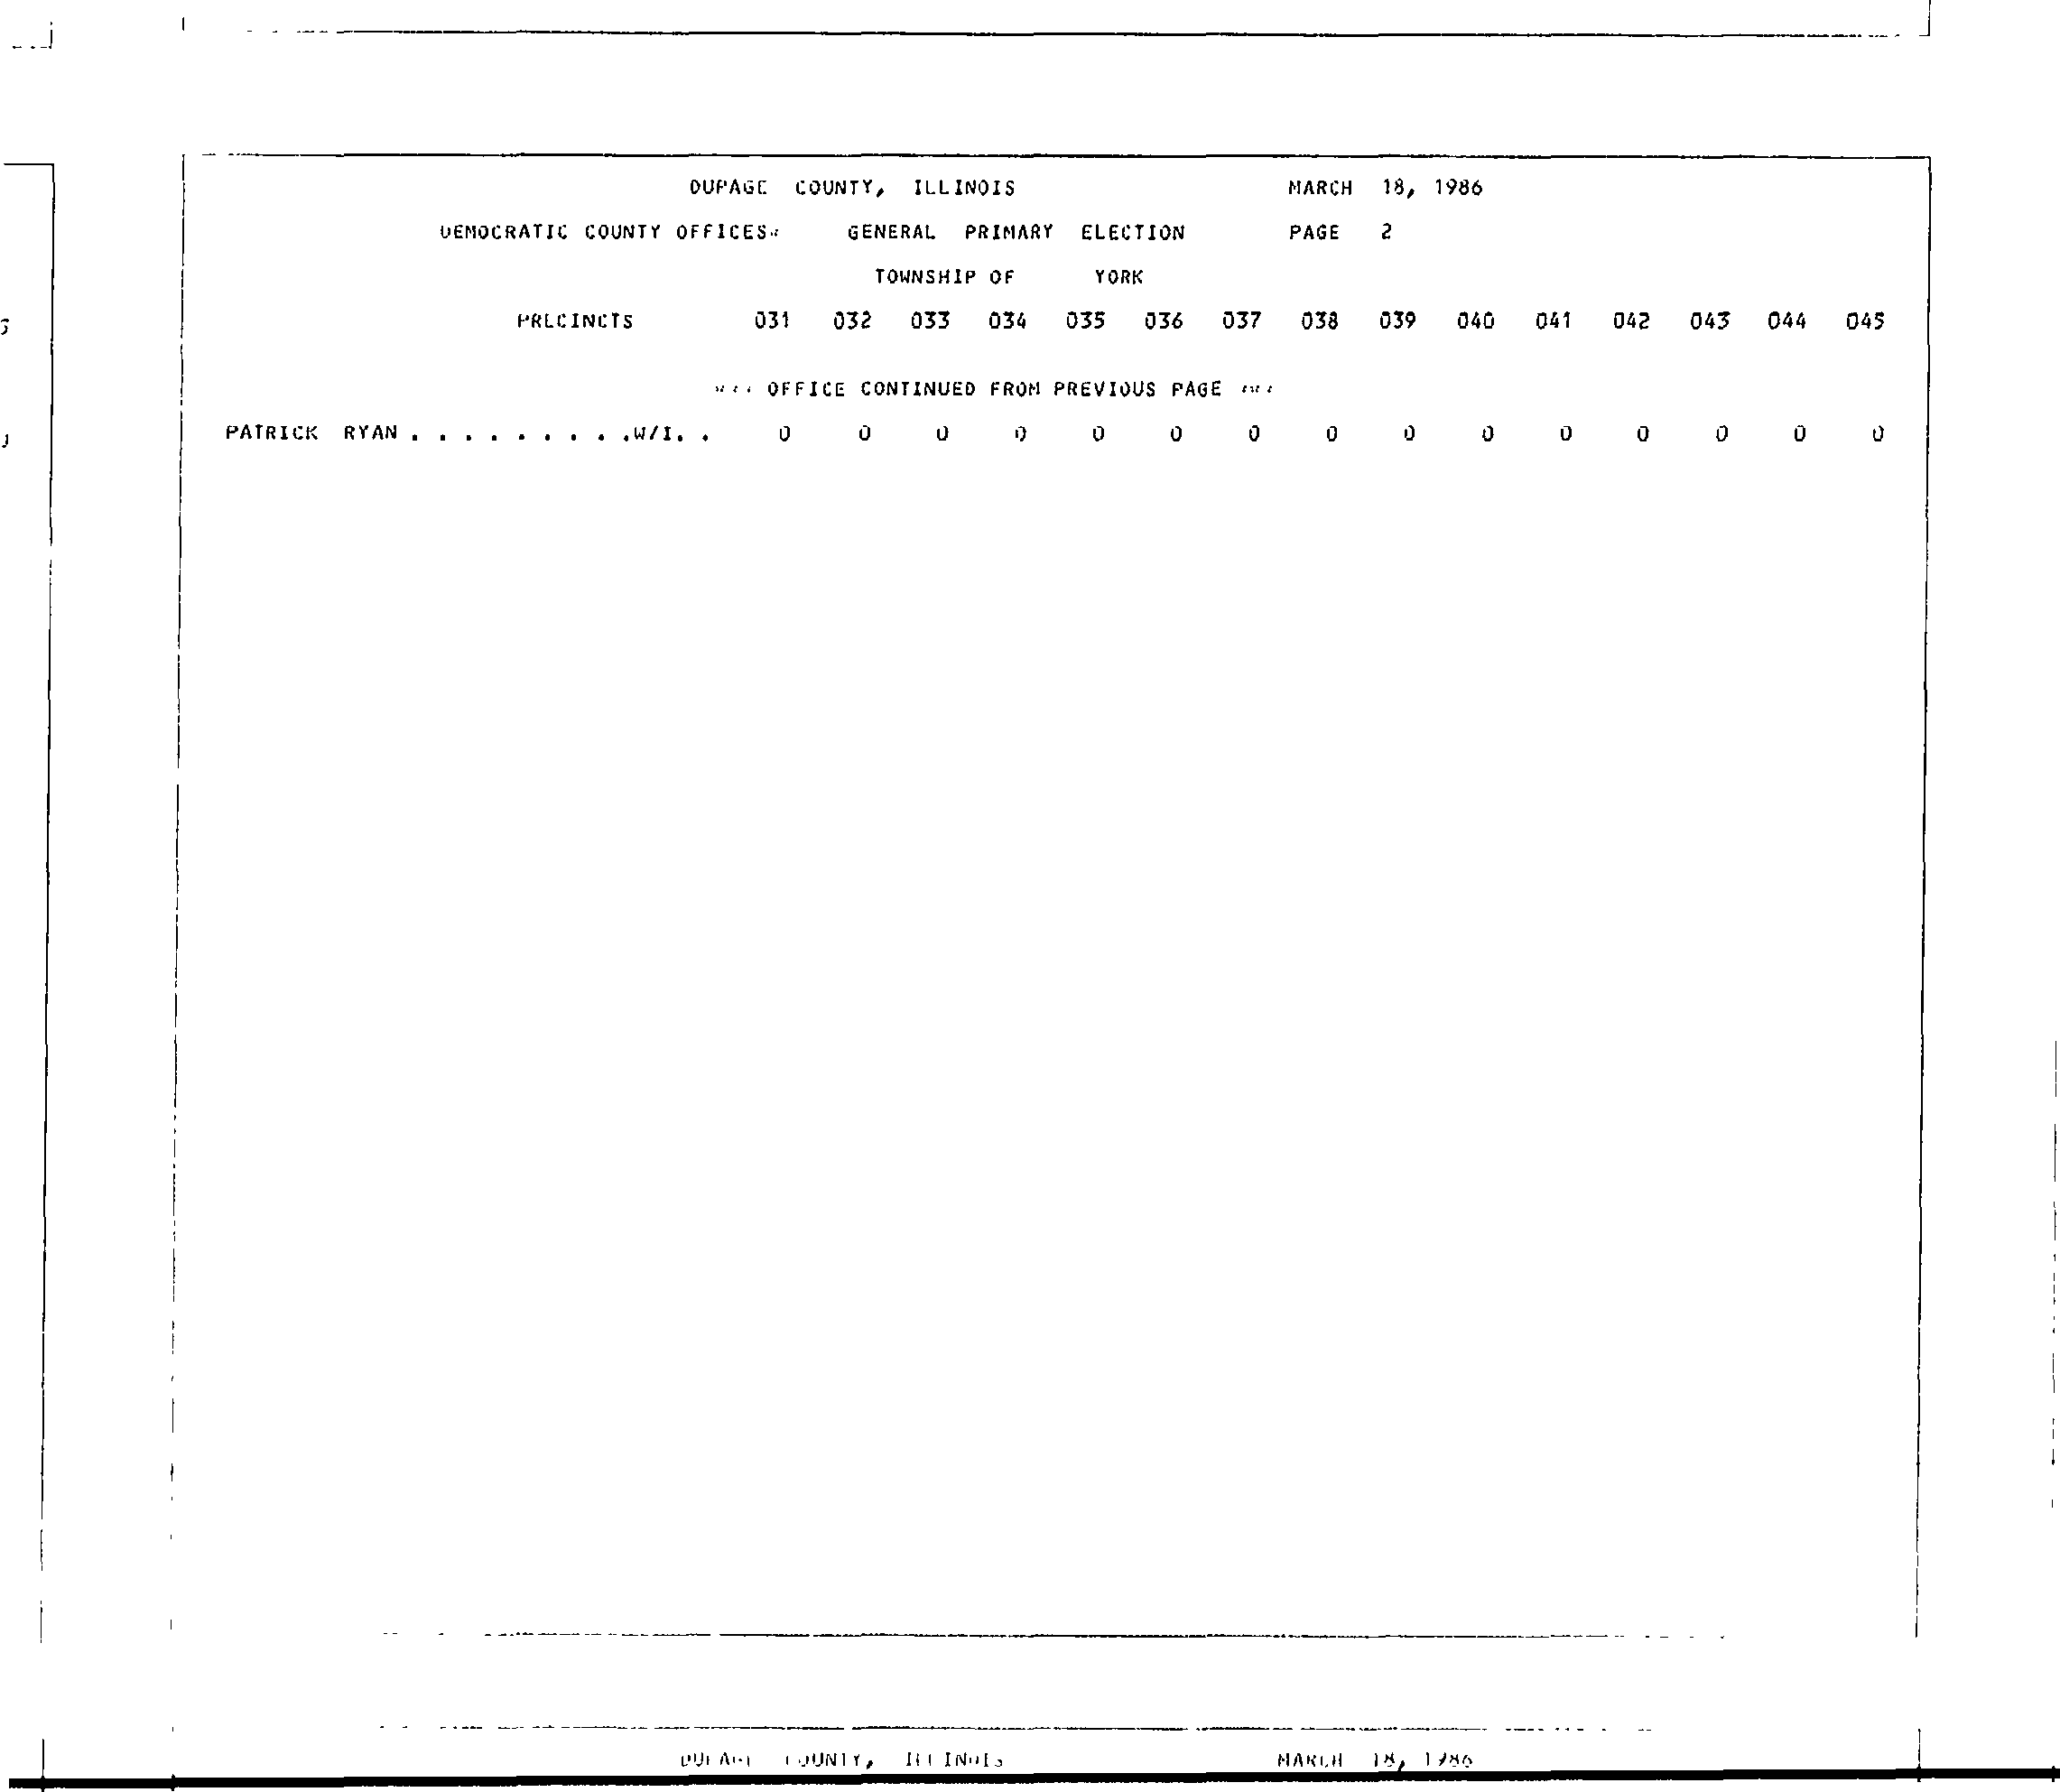 DUPAGE COUNTY, ILLINOIS MARCH 18, 1986
DEMOCRATIC COUNTY OFFICES* GENERAL PRIMARY ELECTION PAGE 2
TOWNSHIP OF YORK
PRECINCTS 031 032 033 034 035 036 037 038 039 040 041 042 043 044 045
*** OFFICE CONTINUED FROM PREVIOUS PAGE ***
PATRICK RYAN . . . . . . . . .W/I. . 0 0 0 0 0 0 0 0 0 0 0 0 0 0 0
DUPAGE COUNTY, ILLINOIS MARCH 18, 1986